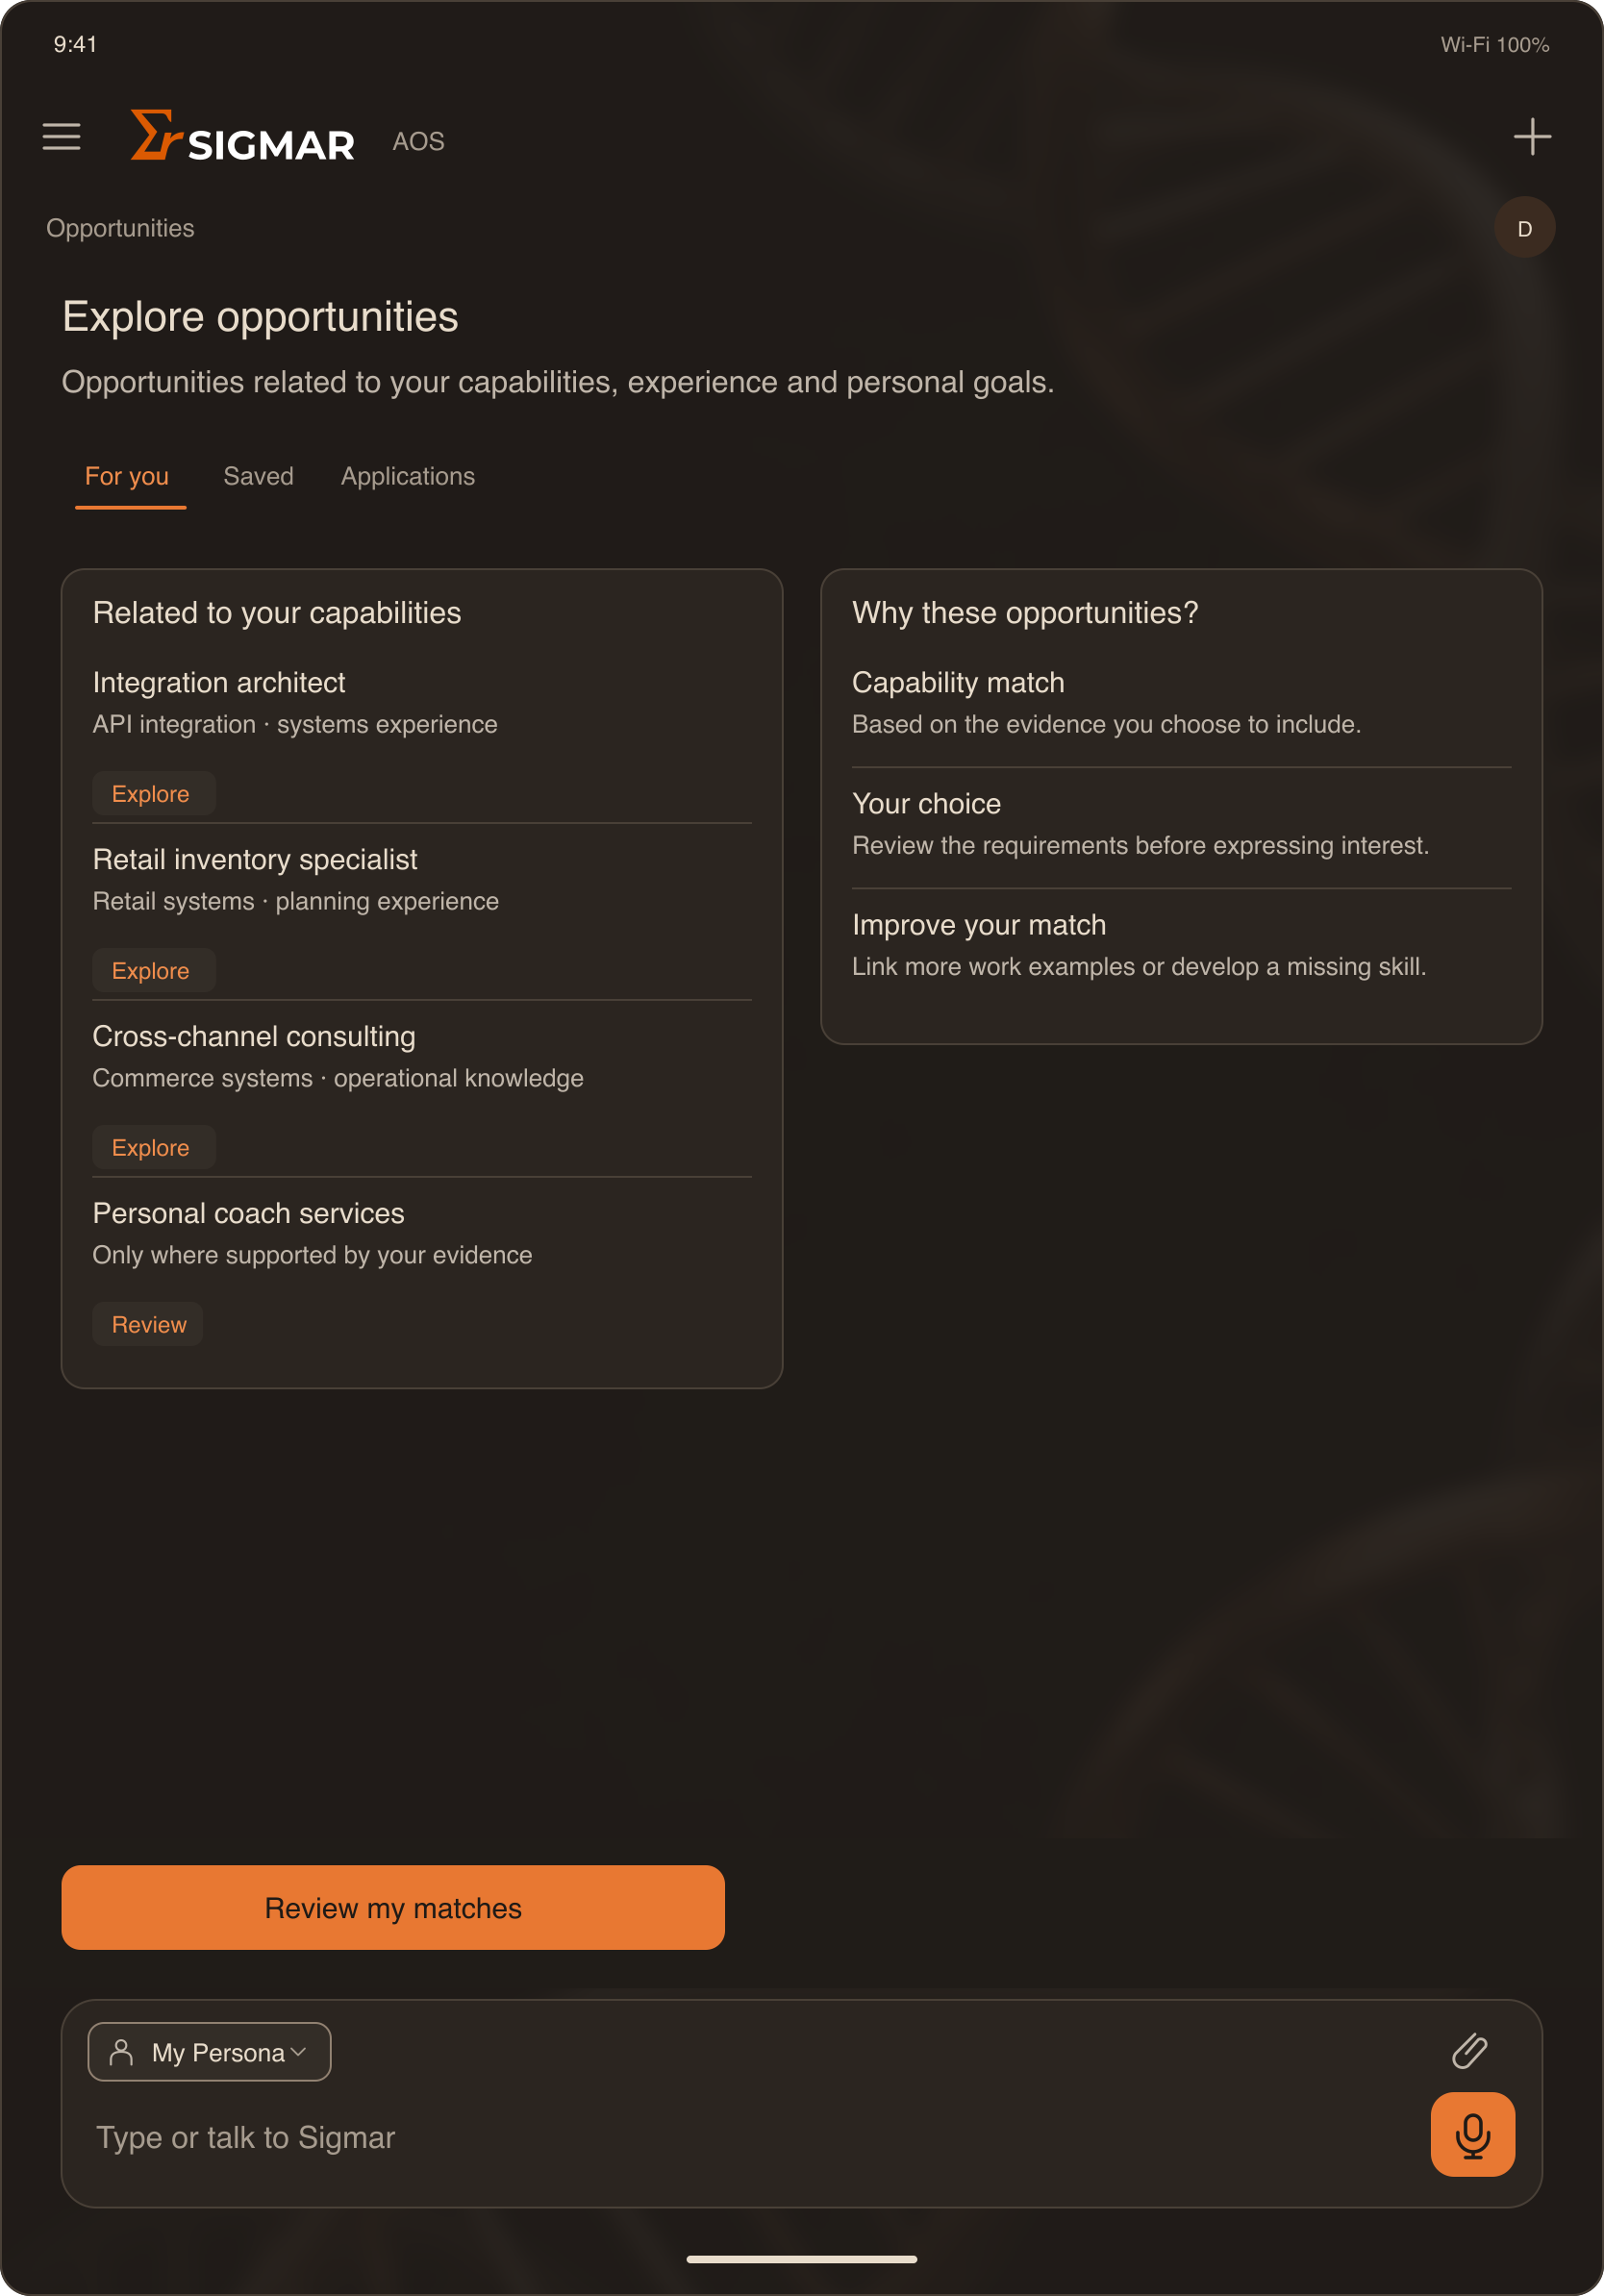 9:41
Wi-Fi 100%
Σr SIGMAR AOS
Opportunities
D
Explore opportunities
Opportunities related to your capabilities, experience and personal goals.
For you
Saved
Applications
Related to your capabilities
Integration architect
API integration · systems experience
Explore
Retail inventory specialist
Retail systems · planning experience
Explore
Cross-channel consulting
Commerce systems · operational knowledge
Explore
Personal coach services
Only where supported by your evidence
Review
Why these opportunities?
Capability match
Based on the evidence you choose to include.
Your choice
Review the requirements before expressing interest.
Improve your match
Link more work examples or develop a missing skill.
Review my matches
My Persona
Type or talk to Sigmar